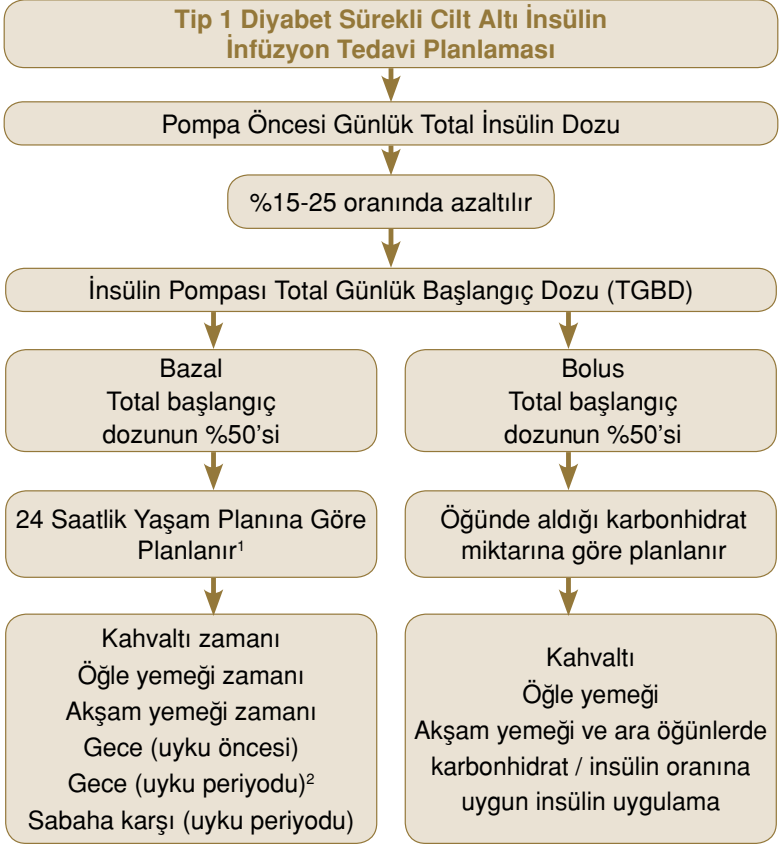 Tip 1 Diyabet Sürekli Cilt Altı İnsülin
İnfüzyon Tedavi Planlaması
Pompa Öncesi Günlük Total İnsülin Dozu
%15-25 oranında azaltılır
İnsülin Pompası Total Günlük Başlangıç Dozu (TGBD)
Bazal
Total başlangıç
dozunun %50'si
Bolus
Total başlangıç
dozunun %50'si
24 Saatlik Yaşam Planına Göre
Planlanır¹
Öğünde aldığı karbonhidrat
miktarına göre planlanır
Kahvaltı zamanı
Öğle yemeği zamanı
Akşam yemeği zamanı
Gece (uyku öncesi)
Gece (uyku periyodu)²
Sabaha karşı (uyku periyodu)
Kahvaltı
Öğle yemeği
Akşam yemeği ve ara öğünlerde
karbonhidrat / insülin oranına
uygun insülin uygulama